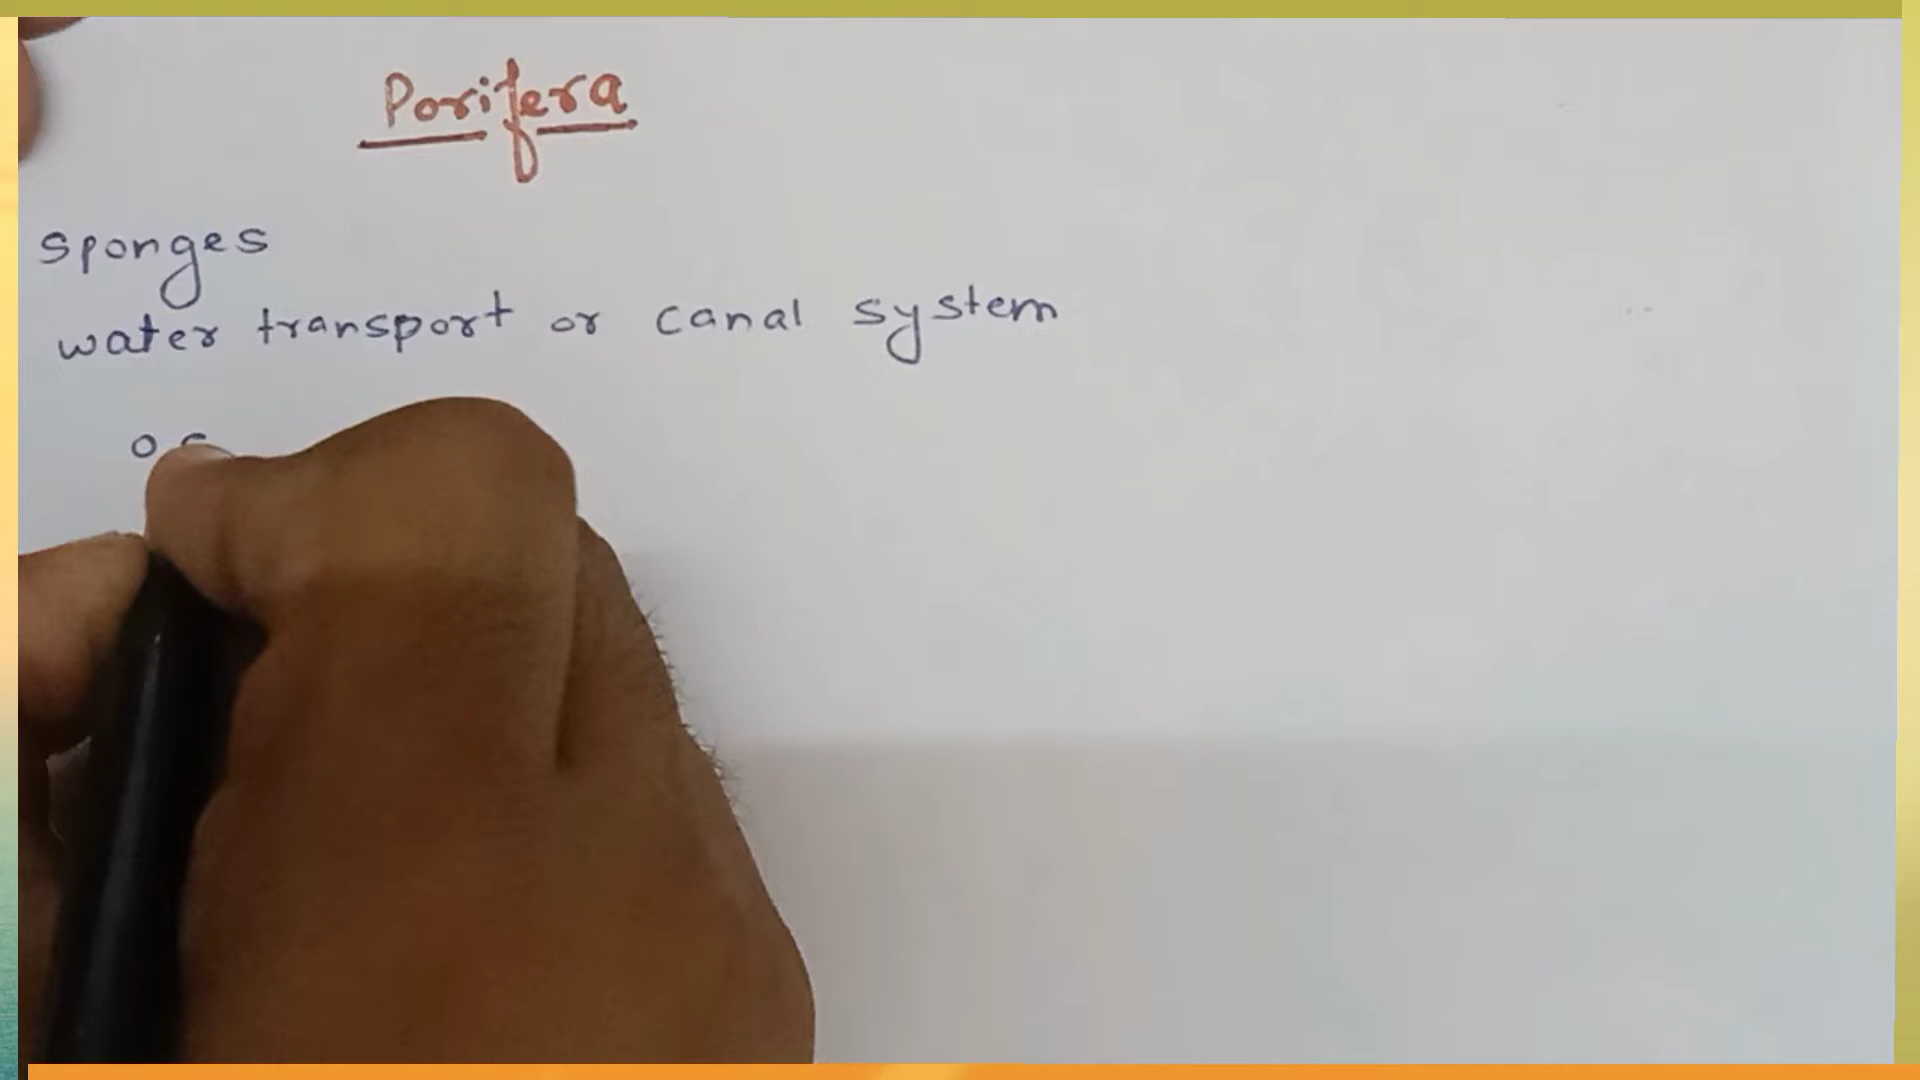 Porifera
Sponges
water transport or canal system